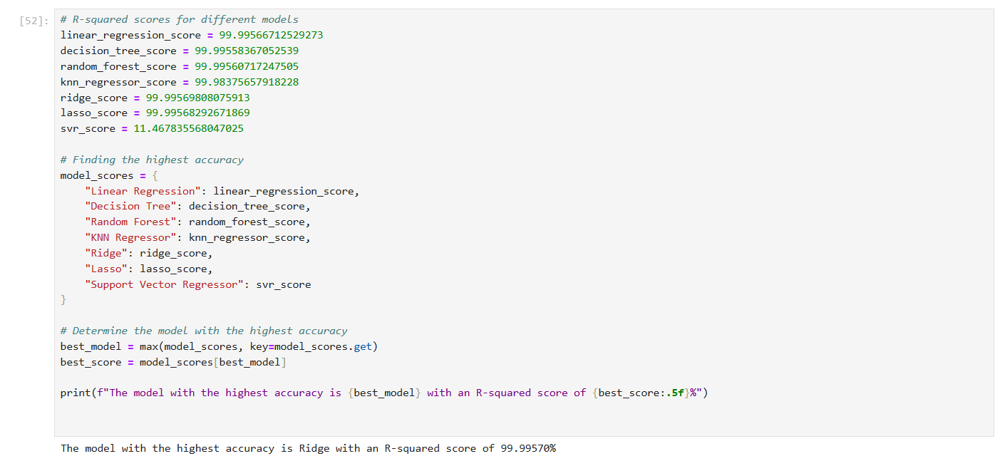 [52]:
# R-squared scores for different models
linear_regression_score = 99.99566712529273
decision_tree_score = 99.99558367052539
random_forest_score = 99.99560717247505
knn_regressor_score = 99.98375657918228
ridge_score = 99.99569808075913
lasso_score = 99.99568292671869
svr_score = 11.467835568047025

# Finding the highest accuracy
model_scores = {
    "Linear Regression": linear_regression_score,
    "Decision Tree": decision_tree_score,
    "Random Forest": random_forest_score,
    "KNN Regressor": knn_regressor_score,
    "Ridge": ridge_score,
    "Lasso": lasso_score,
    "Support Vector Regressor": svr_score
}

# Determine the model with the highest accuracy
best_model = max(model_scores, key=model_scores.get)
best_score = model_scores[best_model]

print(f"The model with the highest accuracy is {best_model} with an R-squared score of {best_score:.5f}%")
The model with the highest accuracy is Ridge with an R-squared score of 99.99570%